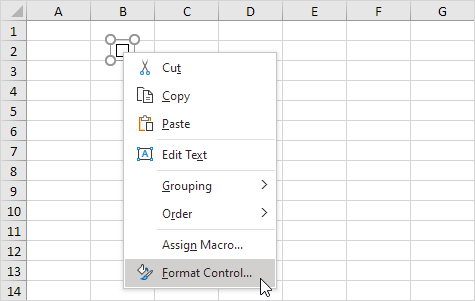 A B C D E F G
1
2
3
4
5
6
7
8
9
10
11
12
13
14
Cut
Copy
Paste
A Edit Text
Grouping
Order
Assign Macro...
Format Control...